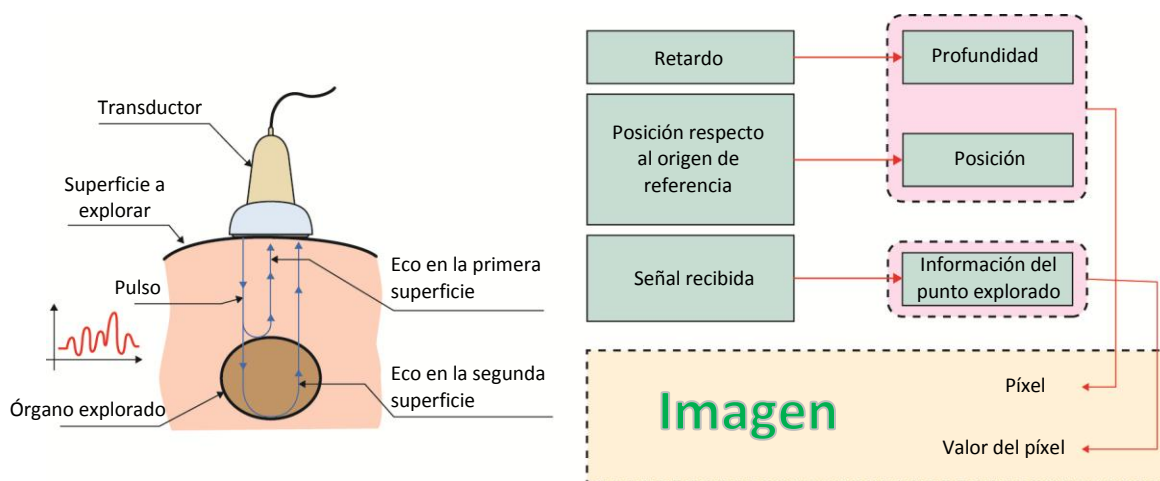 Transductor
Superficie a
explorar
Pulso
Eco en la primera
superficie
Órgano explorado
Eco en la segunda
superficie
Retardo
Profundidad
Posición respecto
al origen de
referencia
Posición
Señal recibida
Información del
punto explorado
Imagen
Píxel
Valor del píxel